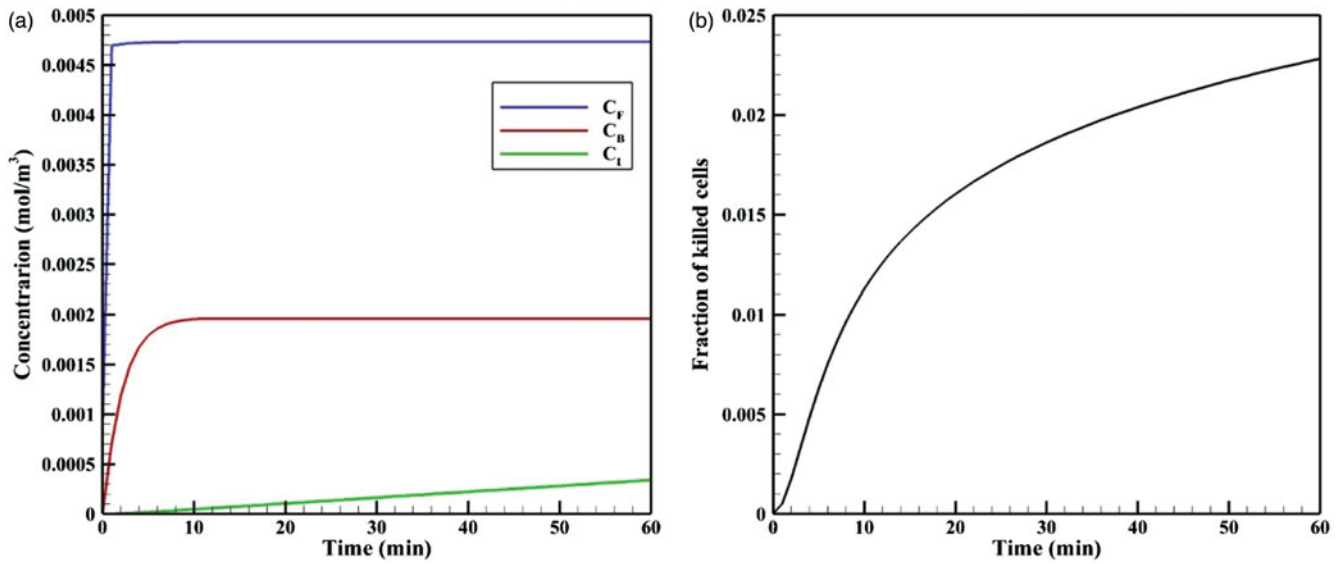 (a)
0.005
0.0045
0.004
0.0035
0.003
0.0025
0.002
0.0015
0.001
0.0005
0
Concentrarion (mol/m³)
C_F
C_B
C_I
0 10 20 30 40 50 60
Time (min)
(b)
0.025
0.02
0.015
0.01
0.005
0
Fraction of killed cells
0 10 20 30 40 50 60
Time (min)